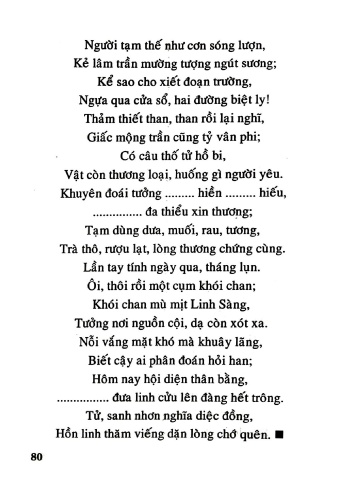 Người tạm thế như cơn sóng lượn,
Kẻ lâm trần mường tượng ngút sương;
Kể sao cho xiết đoạn trường,
Ngựa qua cửa sổ, hai đường biệt ly!
Thảm thiết than, than rồi lại nghĩ,
Giấc mộng trần cũng tỷ vân phi;
Có câu thố tử hồ bi,
Vật còn thương loại, huống gì người yêu.
Khuyên đoái tưởng ......... hiền ......... hiếu,
............... đa thiểu xin thượng;
Tạm dùng dưa, muối, rau, tương,
Trà thô, rượu lạt, lòng thương chứng cùng.
Lần tay tính ngày qua, tháng lụn.
Ôi, thôi rồi một cụm khói chan;
Khói chan mù mịt Linh Sàng,
Tưởng nơi nguồn cội, dạ còn xót xa.
Nỗi vắng mặt khó mà khuây lãng,
Biết cậy ai phân đoán hỏi han;
Hôm nay hội diện thân bằng,
................ đưa linh cửu lên đàng hết trông.
Tử, sanh nhơn nghĩa diệc đồng,
Hồn linh thăm viếng dặn lòng chớ quên. ■
80